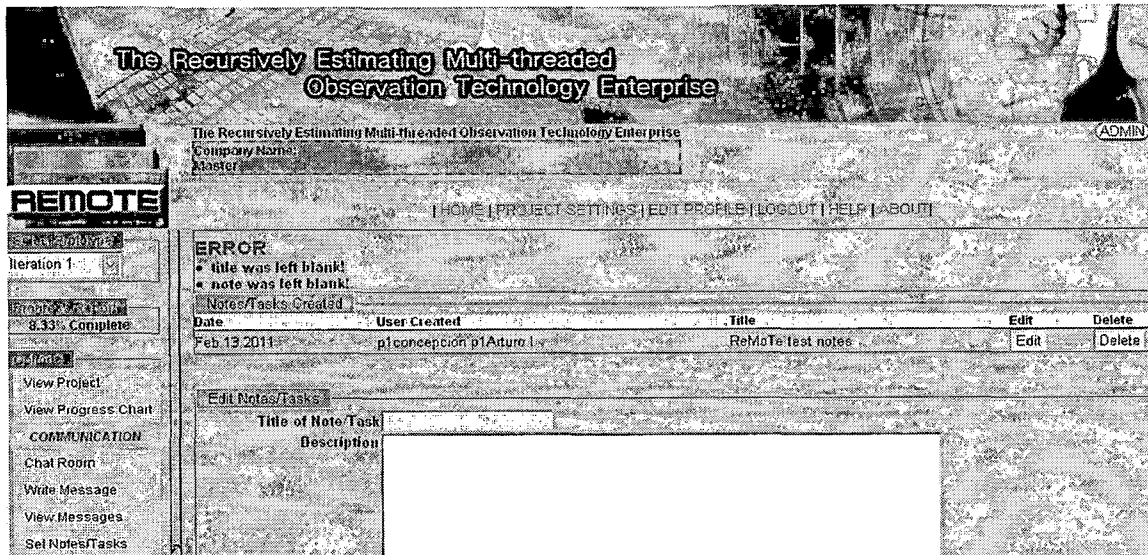 The Recursively Estimating Multi-threaded
Observation Technology Enterprise
The Recursively Estimating Multi-threaded Observation Technology Enterprise
ADMIN
Company Name:
Master
REMOTE
| HOME | PROJECT SETTINGS | EDIT PROFILE | LOGOUT | HELP | ABOUT |
Iteration 1
ERROR
• title was left blank!
• note was left blank!
Notes/Tasks Created
8.33% Complete
Date User Created Title Edit Delete
Feb 13 2011 p1concepcion p1Arturo I ReMoTe test notes Edit Delete
View Project
View Progress Chart
COMMUNICATION
Chat Room
Write Message
View Messages
Set Notes/Tasks
Edit Notes/Tasks
Title of Note/Task
Description